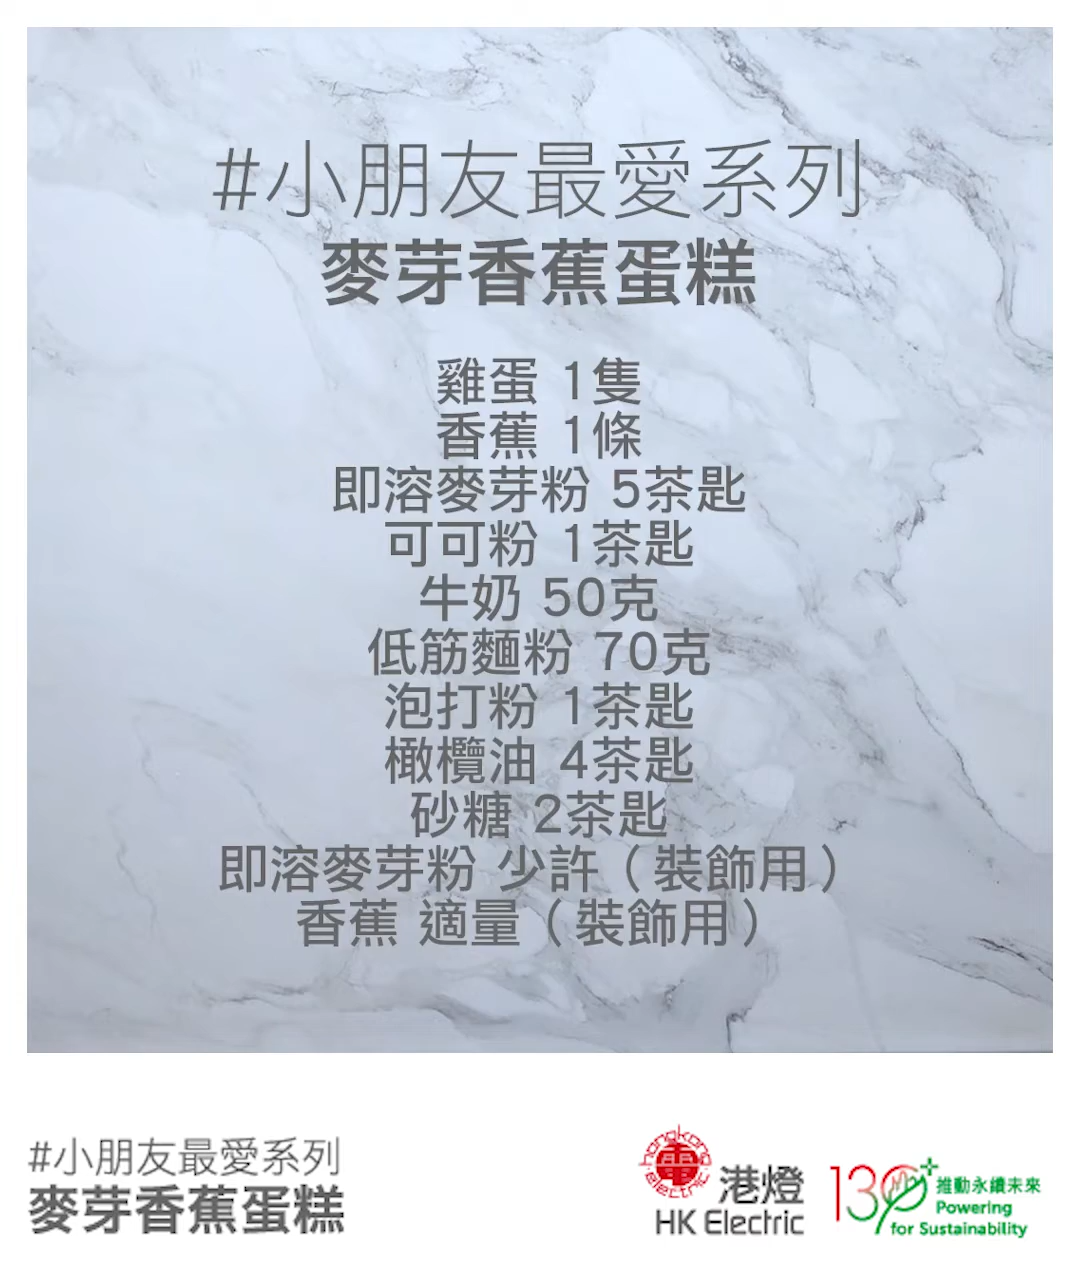 #小朋友最愛系列
麥芽香蕉蛋糕
雞蛋 1隻
香蕉 1條
即溶麥芽粉 5茶匙
可可粉 1茶匙
牛奶 50克
低筋麵粉 70克
泡打粉 1茶匙
橄欖油 4茶匙
砂糖 2茶匙
即溶麥芽粉 少許（裝飾用）
香蕉 適量（裝飾用）
#小朋友最愛系列
麥芽香蕉蛋糕
hongkong
電
electric
港燈
HK Electric
130
推動永續未來
Powering
for Sustainability